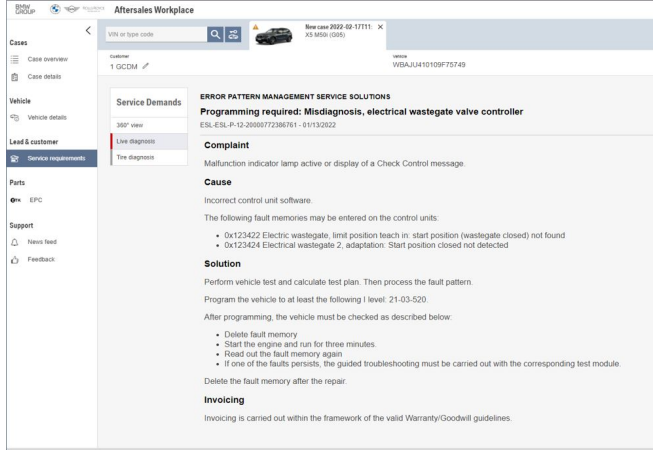 BMW GROUP
Aftersales Workplace
VIN or type code
New case 2022-02-17T11:
X5 M50i (G05)
Customer
1 GCDM
Vehicle
WBAJU410109F75749
Cases
Case overview
Case details
Vehicle
Vehicle details
Lead & customer
Service requirements
Parts
EPC
Support
News feed
Feedback
Service Demands
360° view
Live diagnosis
Tire diagnosis
ERROR PATTERN MANAGEMENT SERVICE SOLUTIONS
Programming required: Misdiagnosis, electrical wastegate valve controller
ESL-ESL-P-12-20000772386761 - 01/13/2022
Complaint
Malfunction indicator lamp active or display of a Check Control message.
Cause
Incorrect control unit software.
The following fault memories may be entered on the control units:
• 0x123422 Electric wastegate, limit position teach in: start position (wastegate closed) not found
• 0x123424 Electrical wastegate 2, adaptation: Start position closed not detected
Solution
Perform vehicle test and calculate test plan. Then process the fault pattern.
Program the vehicle to at least the following I level: 21-03-520.
After programming, the vehicle must be checked as described below:
• Delete fault memory
• Start the engine and run for three minutes.
• Read out the fault memory again
• If one of the faults persists, the guided troubleshooting must be carried out with the corresponding test module.
Delete the fault memory after the repair.
Invoicing
Invoicing is carried out within the framework of the valid Warranty/Goodwill guidelines.